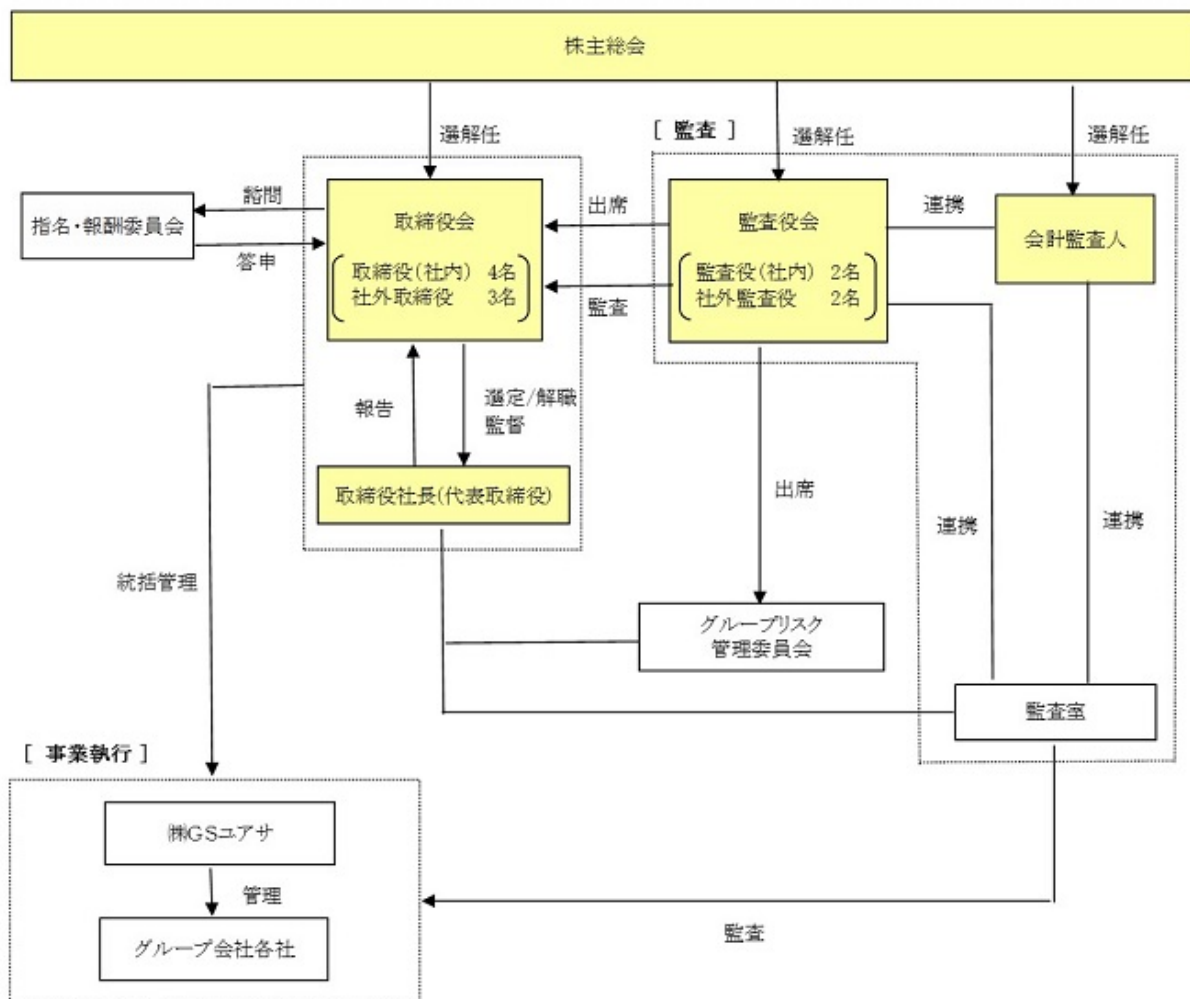 株主総会
選解任
[ 監査 ]
選解任
選解任
指名・報酬委員会
諮問
答申
取締役会
取締役(社内) 4名
社外取締役 3名
出席
監査
監査役会
監査役(社内) 2名
社外監査役 2名
連携
会計監査人
報告
選定/解職
監督
取締役社長(代表取締役)
出席
連携
連携
統括管理
グループリスク
管理委員会
監査室
[ 事業執行 ]
㈱GSユアサ
管理
グループ会社各社
監査